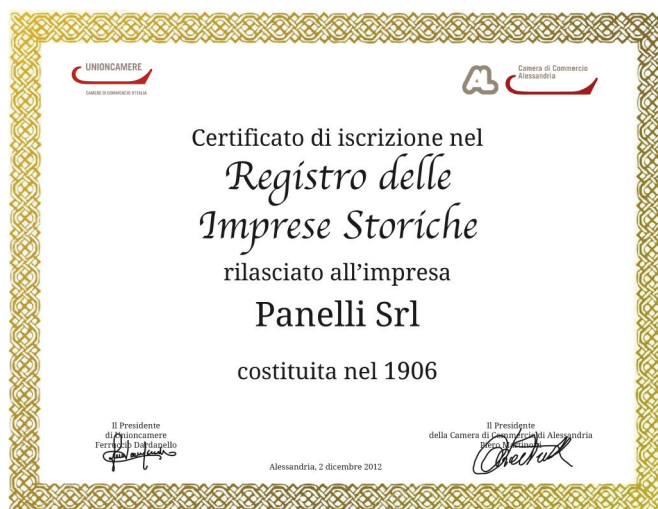 UNIONCAMERE
CAMERE DI COMMERCIO D'ITALIA
AL
Camera di Commercio
Alessandria
Certificato di iscrizione nel
Registro delle
Imprese Storiche
rilasciato all'impresa
Panelli Srl
costituita nel 1906
Il Presidente
di Unioncamere
Ferruccio Dardanello
Il Presidente
della Camera di Commercio di Alessandria
Piero Martinotti
Alessandria, 2 dicembre 2012